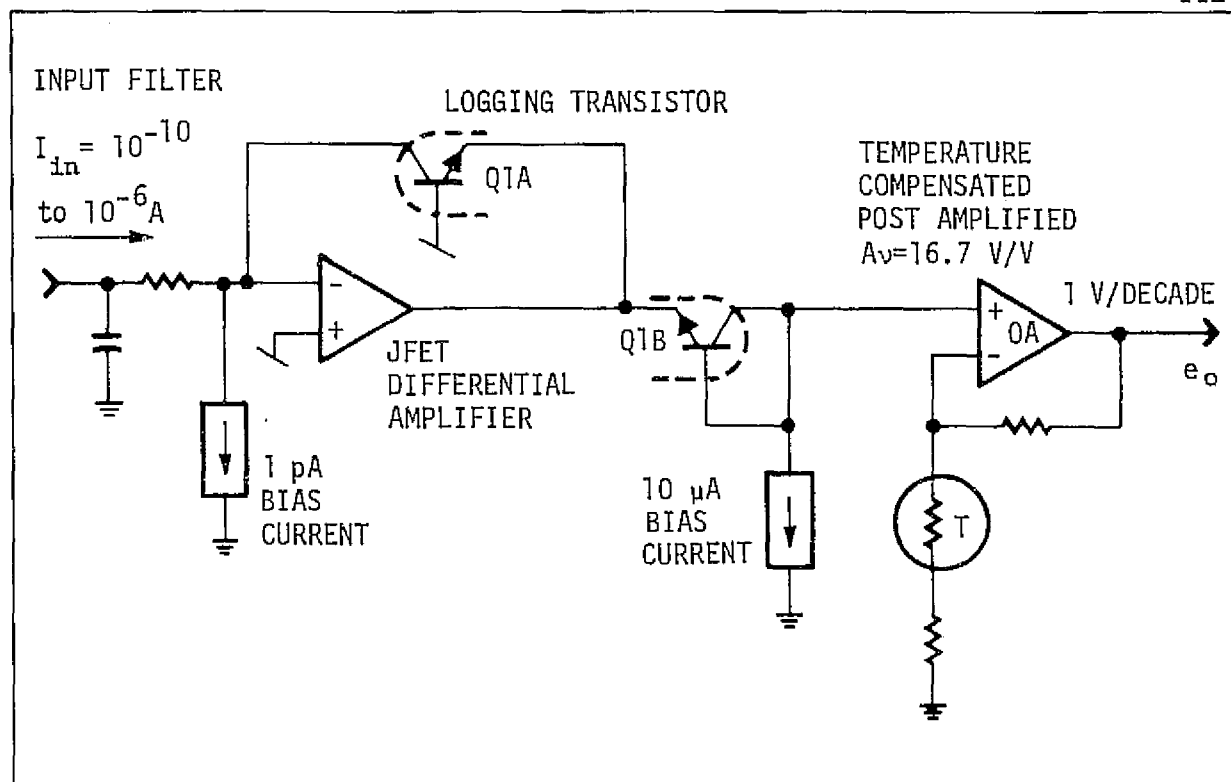 INPUT FILTER
I_in = 10^-10
to 10^-6 A
LOGGING TRANSISTOR
Q1A
TEMPERATURE
COMPENSATED
POST AMPLIFIED
Aν=16.7 V/V
-
+
JFET
DIFFERENTIAL
AMPLIFIER
Q1B
+
OA
-
1 V/DECADE
e_o
1 pA
BIAS
CURRENT
10 μA
BIAS
CURRENT
T